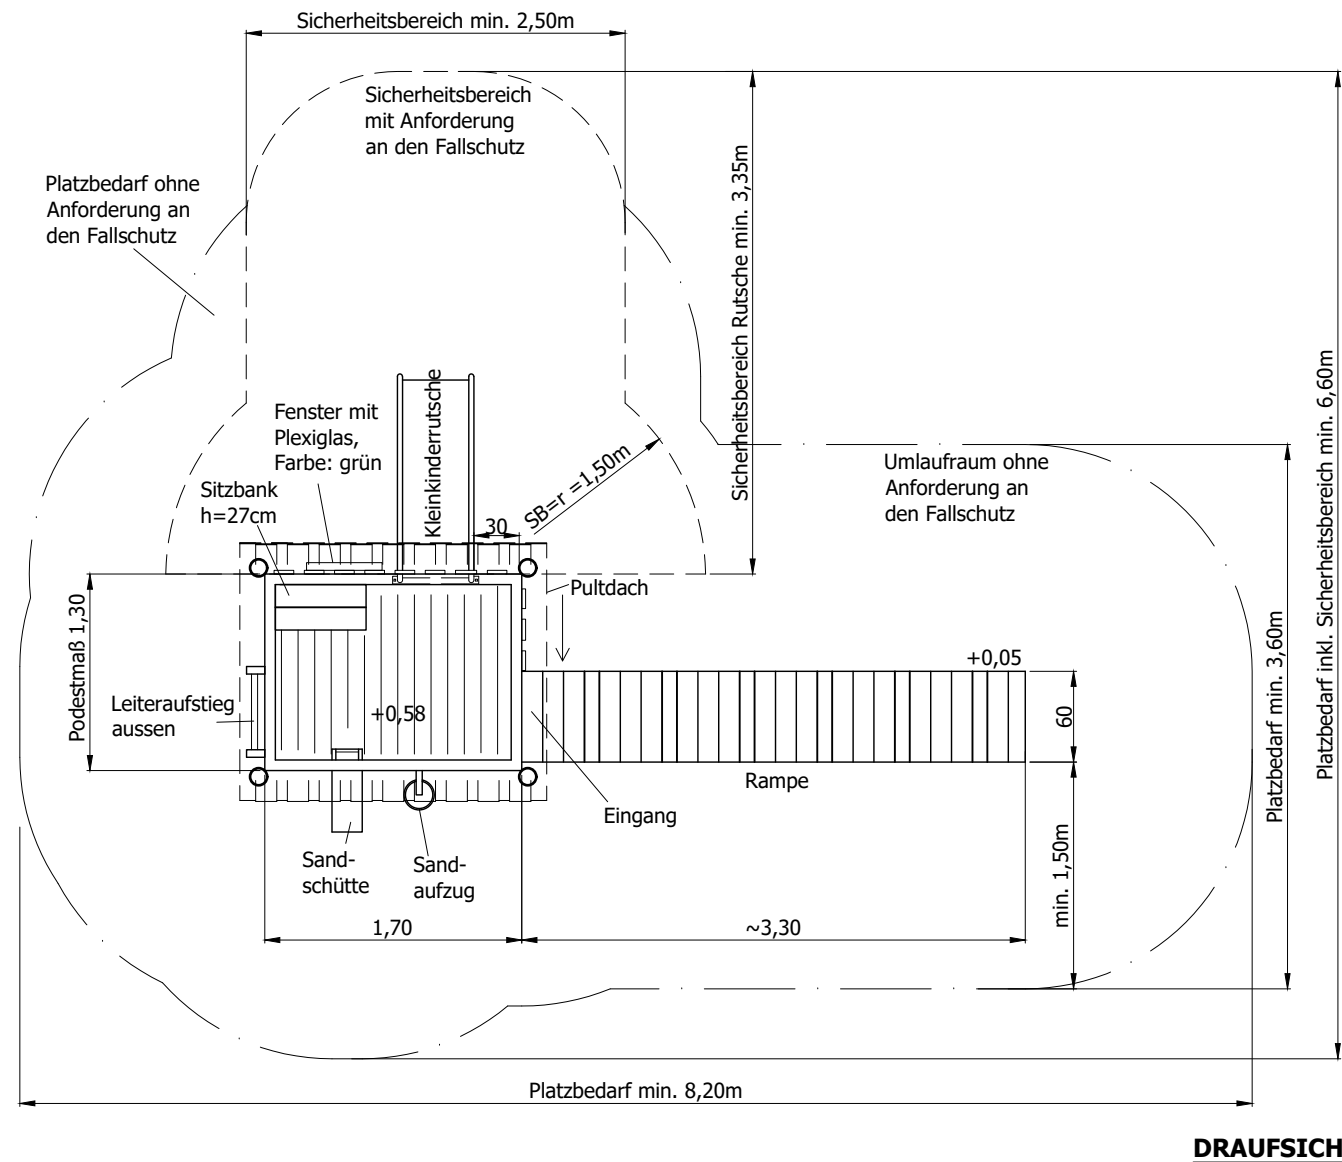 Sicherheitsbereich min. 2,50m
Sicherheitsbereich
mit Anforderung
an den Fallschutz
Platzbedarf ohne
Anforderung an
den Fallschutz
Sicherheitsbereich Rutsche min. 3,35m
Platzbedarf inkl. Sicherheitsbereich min. 6,60m
Fenster mit
Plexiglas,
Farbe: grün
Kleinkinderrutsche
SB=r =1,50m
Umlaufraum ohne
Anforderung an
den Fallschutz
Sitzbank
h=27cm
30
Pultdach
Podestmaß 1,30
Platzbedarf min. 3,60m
+0,05
Leiteraufstieg
aussen
+0,58
60
Rampe
Eingang
Sand-
schütte
Sand-
aufzug
min. 1,50m
1,70
~3,30
Platzbedarf min. 8,20m
DRAUFSICH